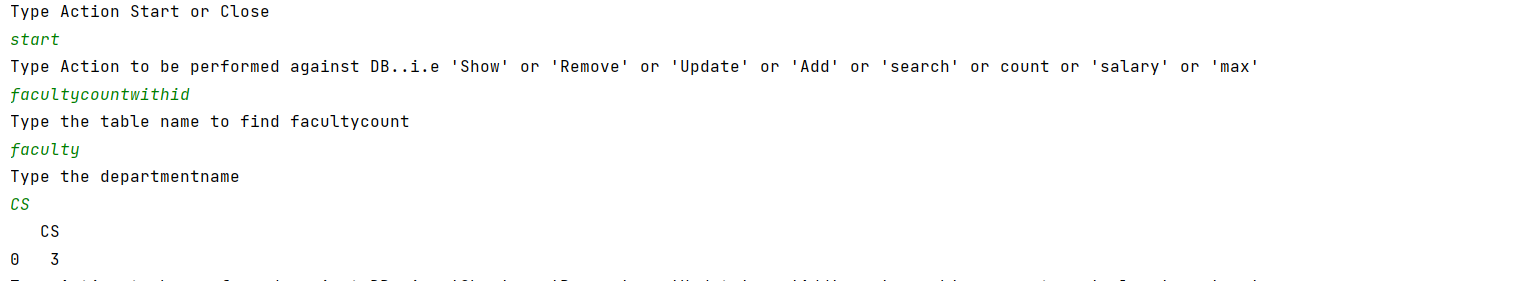 Type Action Start or Close
start
Type Action to be performed against DB..i.e 'Show' or 'Remove' or 'Update' or 'Add' or 'search' or count or 'salary' or 'max'
facultycountwithid
Type the table name to find facultycount
faculty
Type the departmentname
CS
CS
0 3